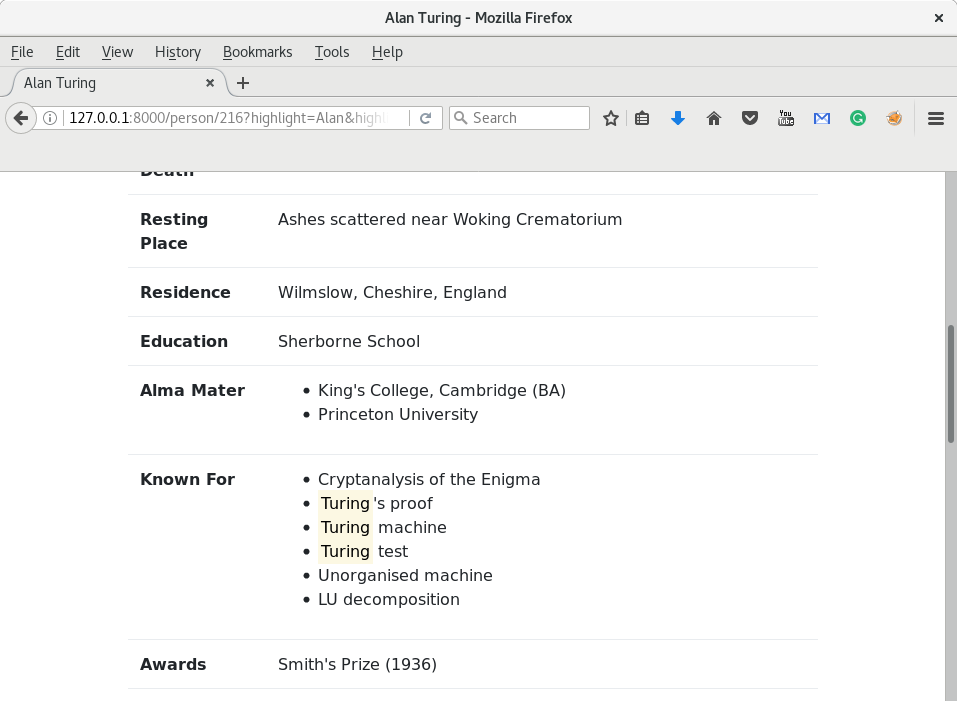 Alan Turing - Mozilla Firefox
File Edit View History Bookmarks Tools Help
Alan Turing
127.0.0.1:8000/person/216?highlight=Alan&highl
Search
You
Tube
Death
Resting
Place
Ashes scattered near Woking Crematorium
Residence Wilmslow, Cheshire, England
Education Sherborne School
Alma Mater
• King's College, Cambridge (BA)
• Princeton University
Known For
• Cryptanalysis of the Enigma
• Turing's proof
• Turing machine
• Turing test
• Unorganised machine
• LU decomposition
Awards Smith's Prize (1936)